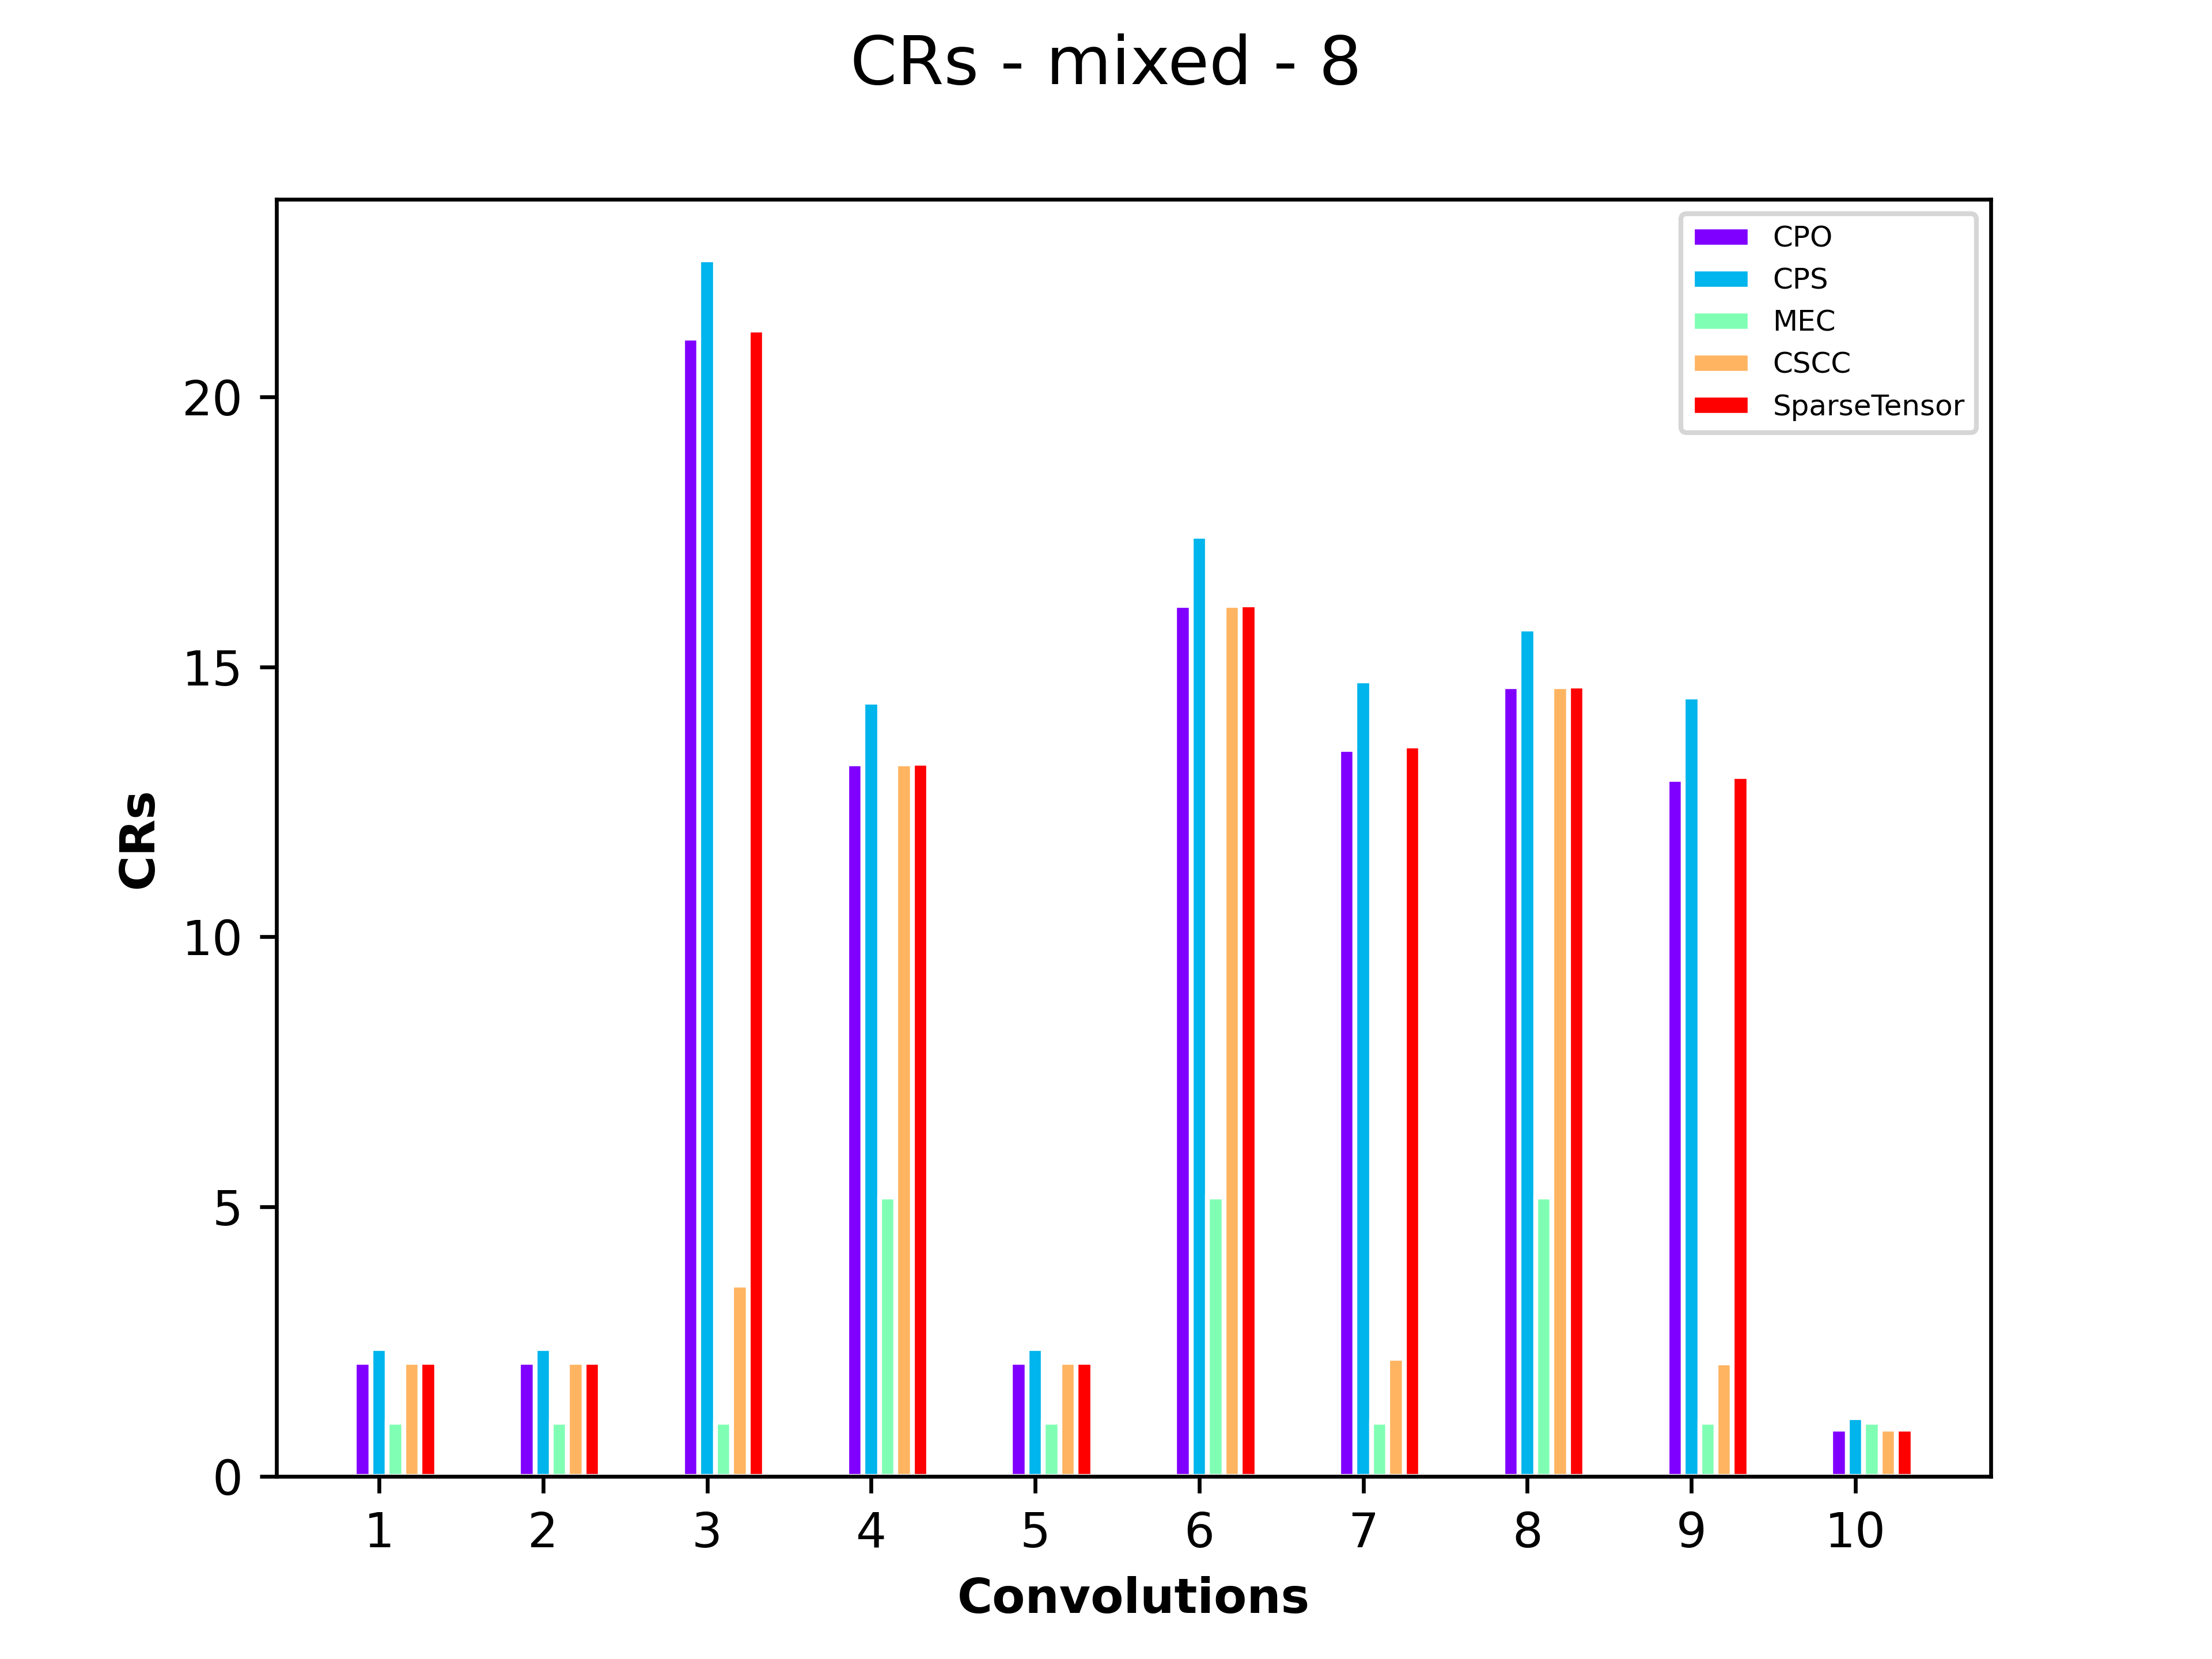 CRs - mixed - 8
CPO
CPS
MEC
CSCC
SparseTensor
20
15
10
5
0
CRs
1 2 3 4 5 6 7 8 9 10
Convolutions